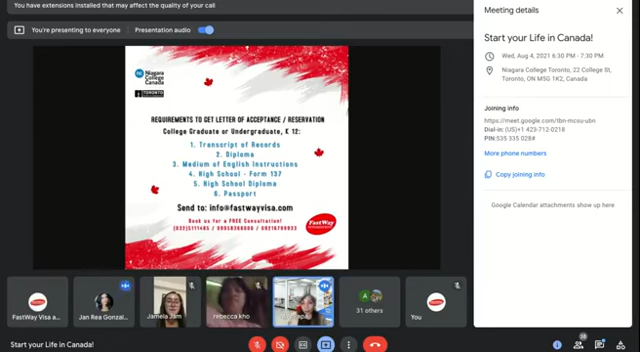 You have extensions installed that may affect the quality of your call
You're presenting to everyone
Presentation audio
Niagara
College
Canada
TORONTO
REQUIREMENTS TO GET LETTER OF ACCEPTANCE / RESERVATION
College Graduate or Undergraduate, K 12:
1. Transcript of Records
2. Diploma
3. Medium of English Instructions
4. High School - Form 137
5. High School Diploma
6. Passport
Send to: info@fastwayvisa.com
Book us for a FREE Consultation!
FastWay
FastWay Visa a...
Jan Rea Gonzal...
Jamela Jam
rebecca kho
A
31 others
You
Start your Life in Canada!
Meeting details
Start your Life in Canada!
Wed, Aug 4, 2021 6:30 PM - 7:30 PM
Niagara College Toronto, 22 College St,
Toronto, ON M5G 1K2, Canada
Joining info
https://meet.google.com/tbn-mcou-ubn
Dial-in: (US)+1 423-712-0218
PIN: 535 335 028#
More phone numbers
Copy joining info
Google Calendar attachments show up here